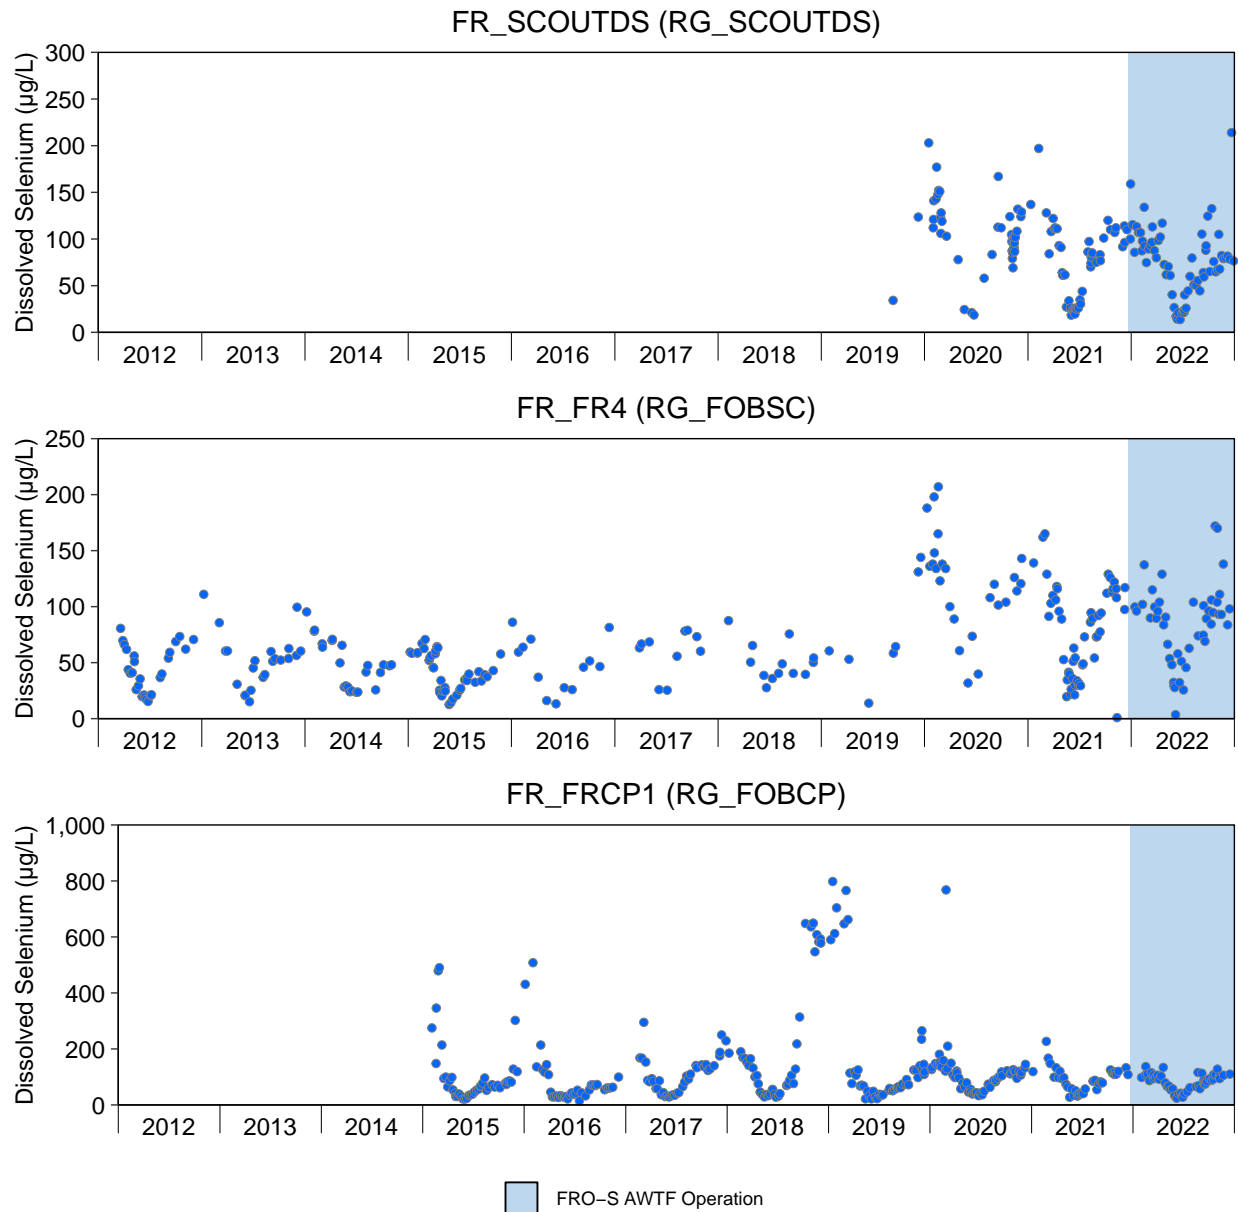 FR_SCOUTDS (RG_SCOUTDS)
Dissolved Selenium (µg/L)
300
250
200
150
100
50
0
2012 2013 2014 2015 2016 2017 2018 2019 2020 2021 2022
FR_FR4 (RG_FOBSC)
Dissolved Selenium (µg/L)
250
200
150
100
50
0
2012 2013 2014 2015 2016 2017 2018 2019 2020 2021 2022
FR_FRCP1 (RG_FOBCP)
Dissolved Selenium (µg/L)
1,000
800
600
400
200
0
2012 2013 2014 2015 2016 2017 2018 2019 2020 2021 2022
FRO−S AWTF Operation